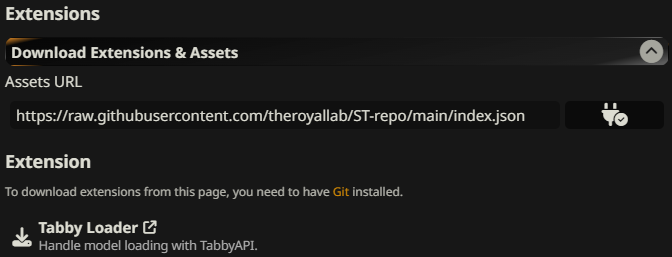 Extensions
Download Extensions & Assets
Assets URL
https://raw.githubusercontent.com/theroyallab/ST-repo/main/index.json
Extension
To download extensions from this page, you need to have Git installed.
Tabby Loader
Handle model loading with TabbyAPI.